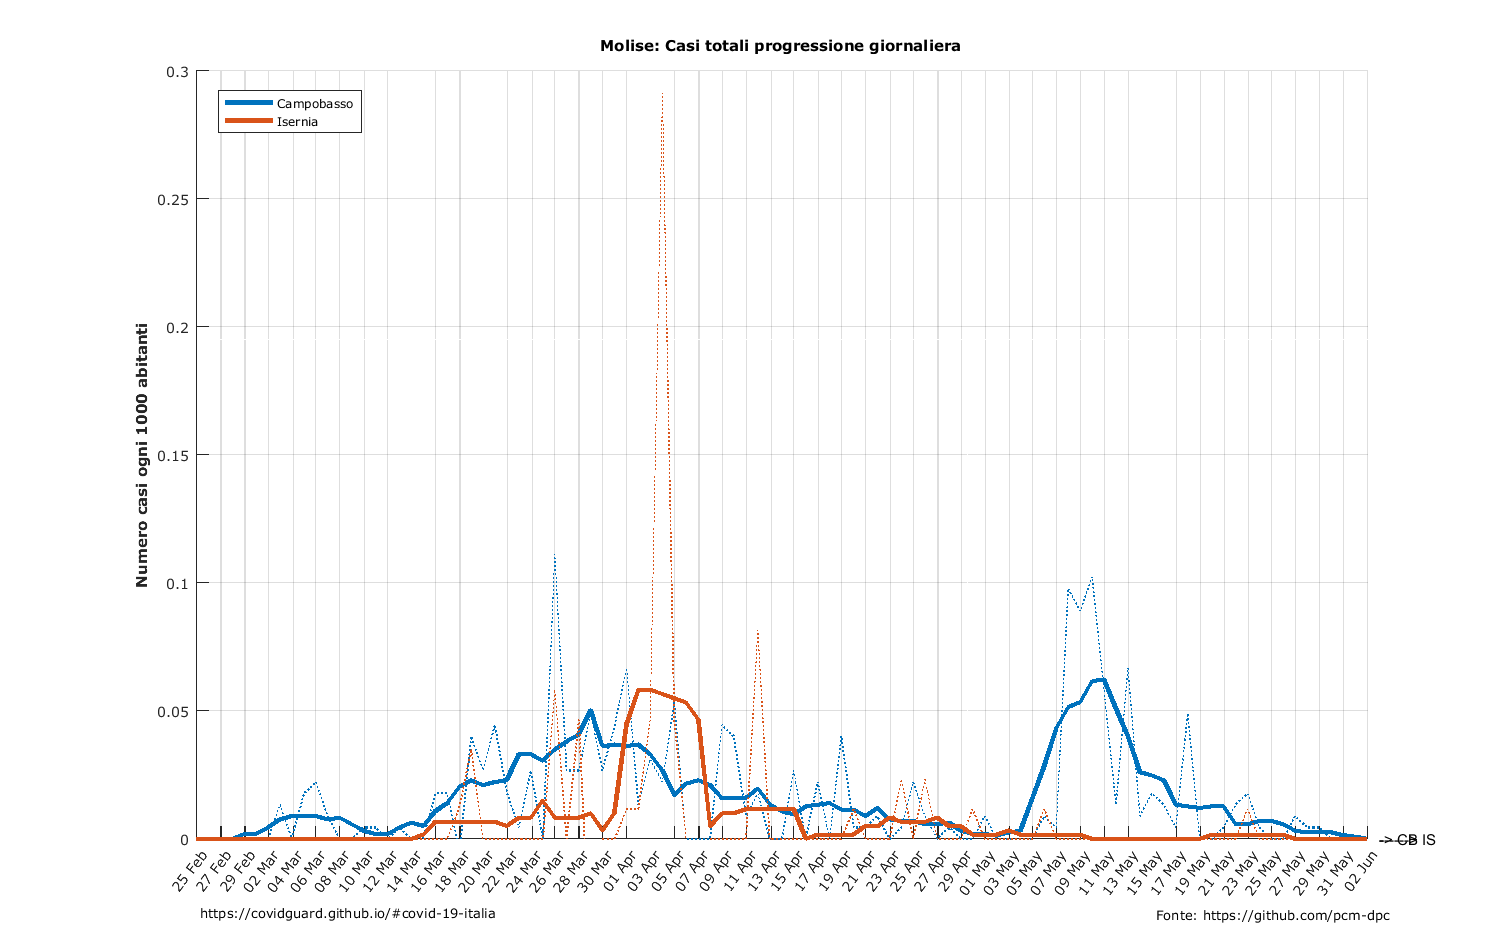 Molise: Casi totali progressione giornaliera
0.3
0.25
0.2
0.15
0.1
0.05
0
Numero casi ogni 1000 abitanti
Campobasso
Isernia
25 Feb
27 Feb
29 Feb
02 Mar
04 Mar
06 Mar
08 Mar
10 Mar
12 Mar
14 Mar
16 Mar
18 Mar
20 Mar
22 Mar
24 Mar
26 Mar
28 Mar
30 Mar
01 Apr
03 Apr
05 Apr
07 Apr
09 Apr
11 Apr
13 Apr
15 Apr
17 Apr
19 Apr
21 Apr
23 Apr
25 Apr
27 Apr
29 Apr
01 May
03 May
05 May
07 May
09 May
11 May
13 May
15 May
17 May
19 May
21 May
23 May
25 May
27 May
29 May
31 May
02 Jun
IS
https://covidguard.github.io/#covid-19-italia
Fonte: https://github.com/pcm-dpc